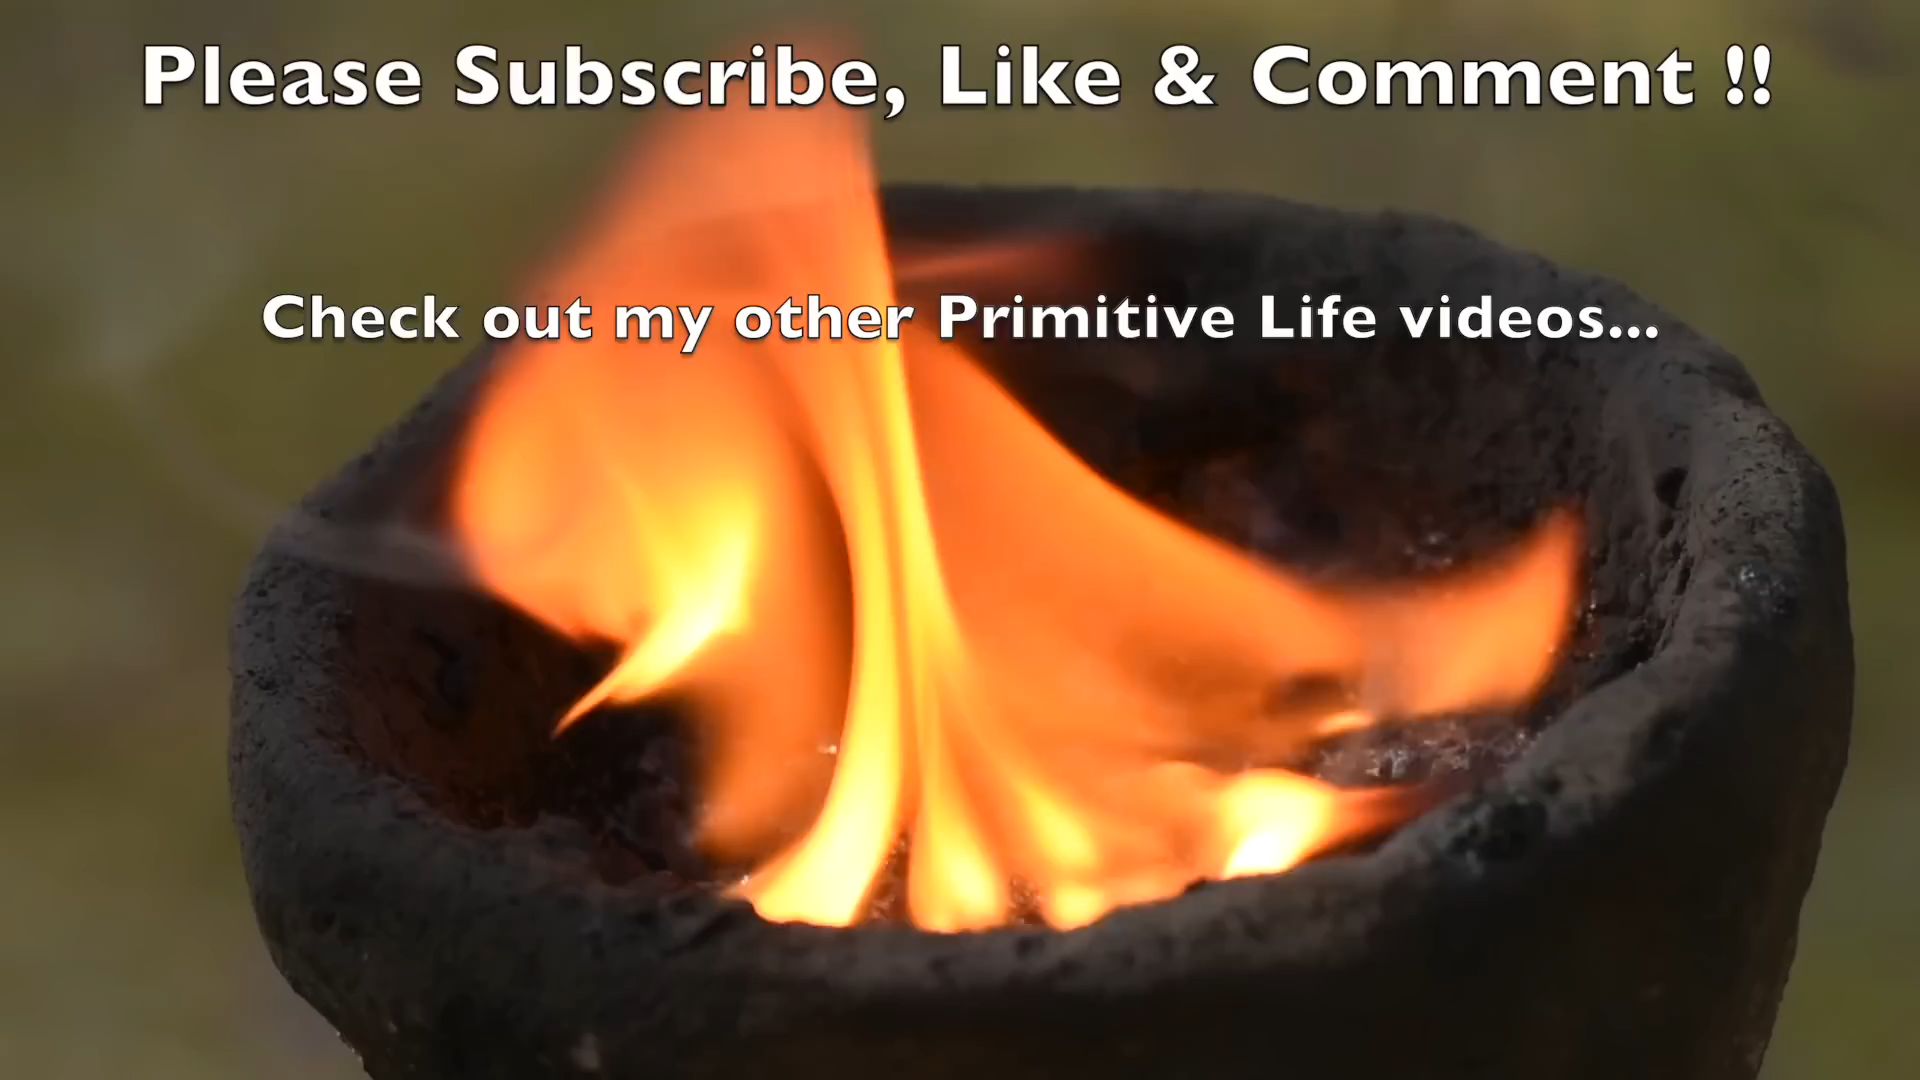 Please Subscribe, Like & Comment !!
Check out my other Primitive Life videos...